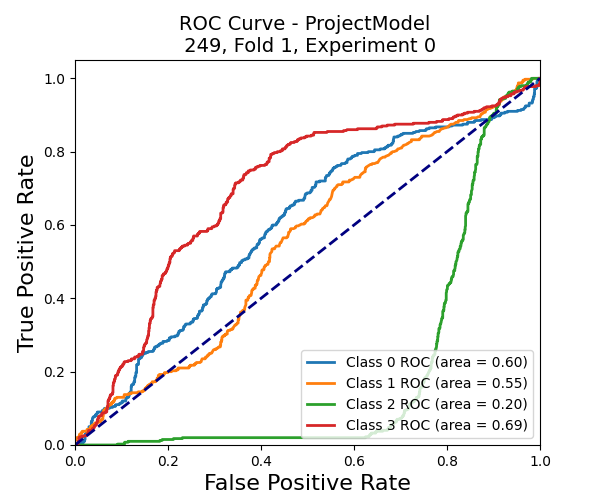 ROC Curve - ProjectModel
249, Fold 1, Experiment 0
True Positive Rate
1.0
0.8
0.6
0.4
0.2
0.0
Class 0 ROC (area = 0.60)
Class 1 ROC (area = 0.55)
Class 2 ROC (area = 0.20)
Class 3 ROC (area = 0.69)
0.0 0.2 0.4 0.6 0.8 1.0
False Positive Rate